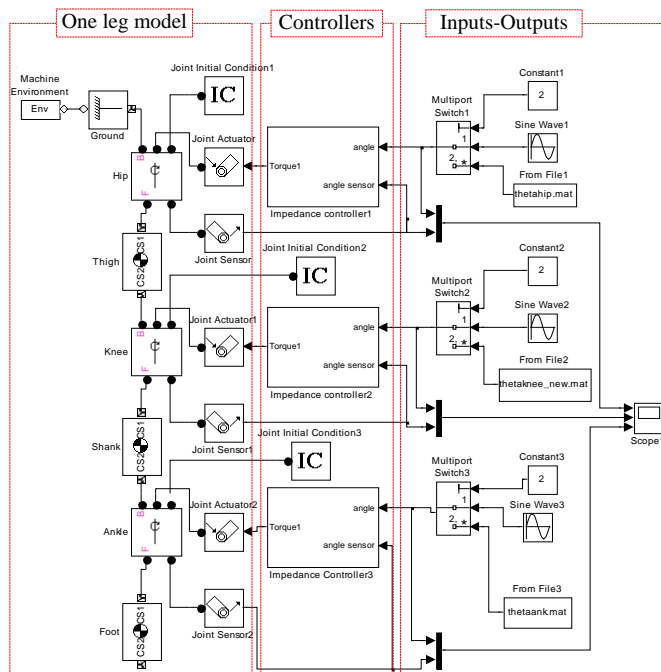 One leg model
Controllers
Inputs-Outputs
Machine
Environment
Env
Ground
Joint Initial Condition1
IC
Joint Actuator
Hip
B
F
Joint Sensor
Torque1
angle
angle sensor
Impedance controller1
Multiport
Switch1
1
2, *
Constant1
2
Sine Wave1
From File1
thetahip.mat
Thigh
CS2 CS1
Joint Initial Condition2
IC
Joint Actuator1
Knee
B
F
Joint Sensor1
Torque1
angle
angle sensor
Impedance controller2
Multiport
Switch2
1
2, *
Constant2
2
Sine Wave2
From File2
thetaknee_new.mat
Scope1
Shank
CS2 CS1
Joint Initial Condition3
IC
Joint Actuator2
Ankle
B
F
Joint Sensor2
Torque1
angle
angle sensor
Impedance Controller3
Multiport
Switch3
1
2, *
Constant3
2
Sine Wave3
From File3
thetaank.mat
Foot
CS2 CS1